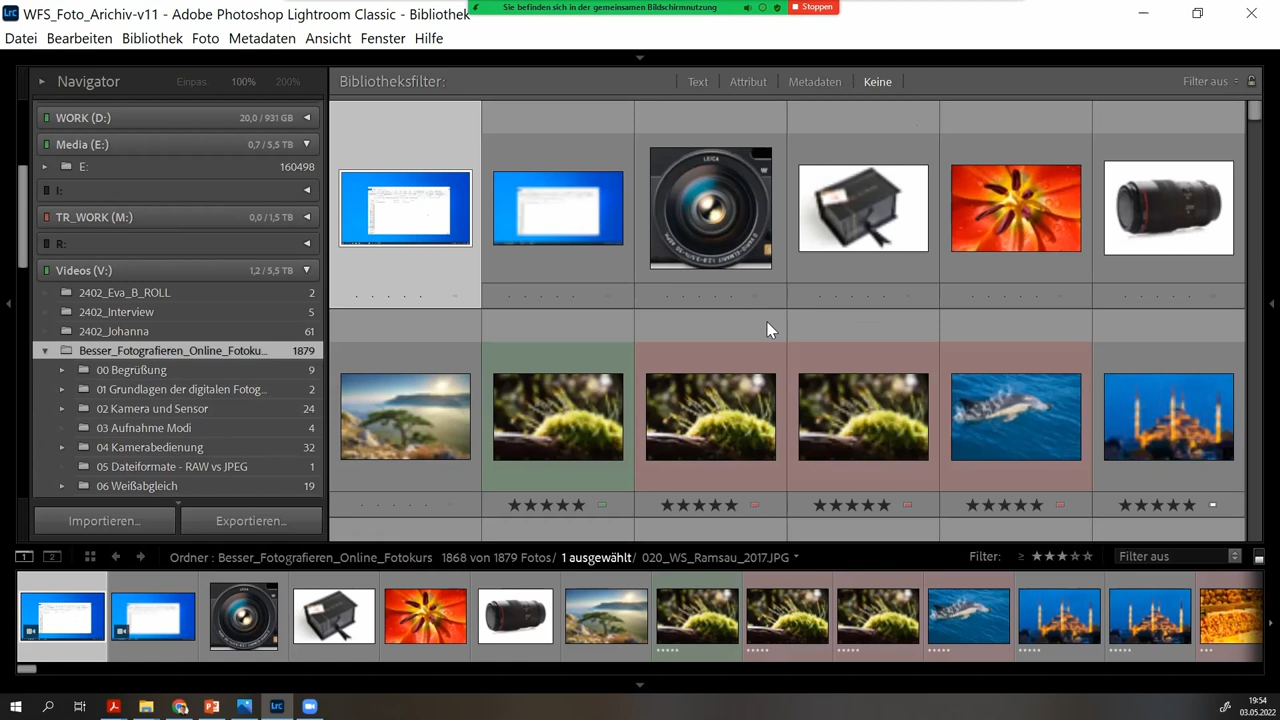 WFS_Foto_Archiv-v11 - Adobe Photoshop Lightroom Classic - Bibliothek
Sie befinden sich in der gemeinsamen Bildschirmnutzung
Stoppen
Datei Bearbeiten Bibliothek Foto Metadaten Ansicht Fenster Hilfe
Navigator Einpas. 100% 200%
Bibliotheksfilter: Text Attribut Metadaten Keine Filter aus
WORK (D:) 20,0 / 931 GB
Media (E:) 0,7 / 5,5 TB
E: 160498
I:
TR_WORK (M:) 0,0 / 1,5 TB
R:
Videos (V:) 1,2 / 5,5 TB
2402_Eva_B_ROLL 2
2402_Interview 5
2402_Johanna 61
Besser_Fotografieren_Online_Fotoku... 1879
00 Begrüßung 9
01 Grundlagen der digitalen Fotog... 2
02 Kamera und Sensor 24
03 Aufnahme Modi 4
04 Kamerabedienung 32
05 Dateiformate - RAW vs JPEG 1
06 Weißabgleich 19
LEICA
Importieren... Exportieren...
1 2 Ordner : Besser_Fotografieren_Online_Fotokurs 1868 von 1879 Fotos/ 1 ausgewählt/ 020_WS_Ramsau_2017.JPG Filter: ≥ Filter aus
19:54
03.05.2022